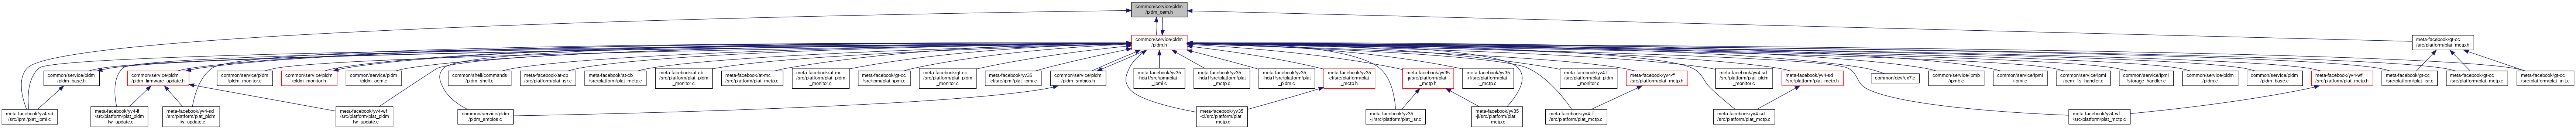 common/service/pldm
/pldm_oem.h
common/service/pldm
/pldm.h
meta-facebook/gt-cc
/src/platform/plat_mctp.h
common/service/pldm
/pldm_base.h
common/service/pldm
/pldm_firmware_update.h
common/service/pldm
/pldm_monitor.c
common/service/pldm
/pldm_monitor.h
common/service/pldm
/pldm_oem.c
common/shell/commands
/pldm_shell.c
meta-facebook/at-cb
/src/platform/plat_isr.c
meta-facebook/at-cb
/src/platform/plat_mctp.c
meta-facebook/at-cb
/src/platform/plat_pldm
_monitor.c
meta-facebook/at-mc
/src/platform/plat_mctp.c
meta-facebook/at-mc
/src/platform/plat_pldm
_monitor.c
meta-facebook/gt-cc
/src/ipmi/plat_ipmi.c
meta-facebook/gt-cc
/src/platform/plat_pldm
_monitor.c
meta-facebook/yv35
-cl/src/ipmi/plat_ipmi.c
common/service/pldm
/pldm_smbios.h
meta-facebook/yv35
-hda1/src/ipmi/plat
_ipmi.c
meta-facebook/yv35
-hda1/src/platform/plat
_mctp.c
meta-facebook/yv35
-hda1/src/platform/plat
_pldm.c
meta-facebook/yv35
-cl/src/platform/plat
_mctp.h
meta-facebook/yv35
-ji/src/platform/plat
_mctp.h
meta-facebook/yv35
-rf/src/platform/plat
_mctp.c
meta-facebook/yv4-ff
/src/platform/plat_pldm
_monitor.c
meta-facebook/yv4-ff
/src/platform/plat_mctp.h
meta-facebook/yv4-sd
/src/platform/plat_pldm
_monitor.c
meta-facebook/yv4-sd
/src/platform/plat_mctp.h
common/dev/cx7.c
common/service/ipmb
/ipmb.c
common/service/ipmi
/ipmi.c
common/service/ipmi
/oem_1s_handler.c
common/service/ipmi
/storage_handler.c
common/service/pldm
/pldm.c
common/service/pldm
/pldm_base.c
meta-facebook/yv4-wf
/src/platform/plat_mctp.h
meta-facebook/gt-cc
/src/platform/plat_isr.c
meta-facebook/gt-cc
/src/platform/plat_mctp.c
meta-facebook/gt-cc
/src/platform/plat_init.c
meta-facebook/yv4-sd
/src/ipmi/plat_ipmi.c
meta-facebook/yv4-ff
/src/platform/plat_pldm
_fw_update.c
meta-facebook/yv4-sd
/src/platform/plat_pldm
_fw_update.c
meta-facebook/yv4-wf
/src/platform/plat_pldm
_fw_update.c
common/service/pldm
/pldm_smbios.c
meta-facebook/yv35
-cl/src/platform/plat
_mctp.c
meta-facebook/yv35
-ji/src/platform/plat_isr.c
meta-facebook/yv35
-ji/src/platform/plat
_mctp.c
meta-facebook/yv4-ff
/src/platform/plat_mctp.c
meta-facebook/yv4-sd
/src/platform/plat_mctp.c
meta-facebook/yv4-wf
/src/platform/plat_mctp.c